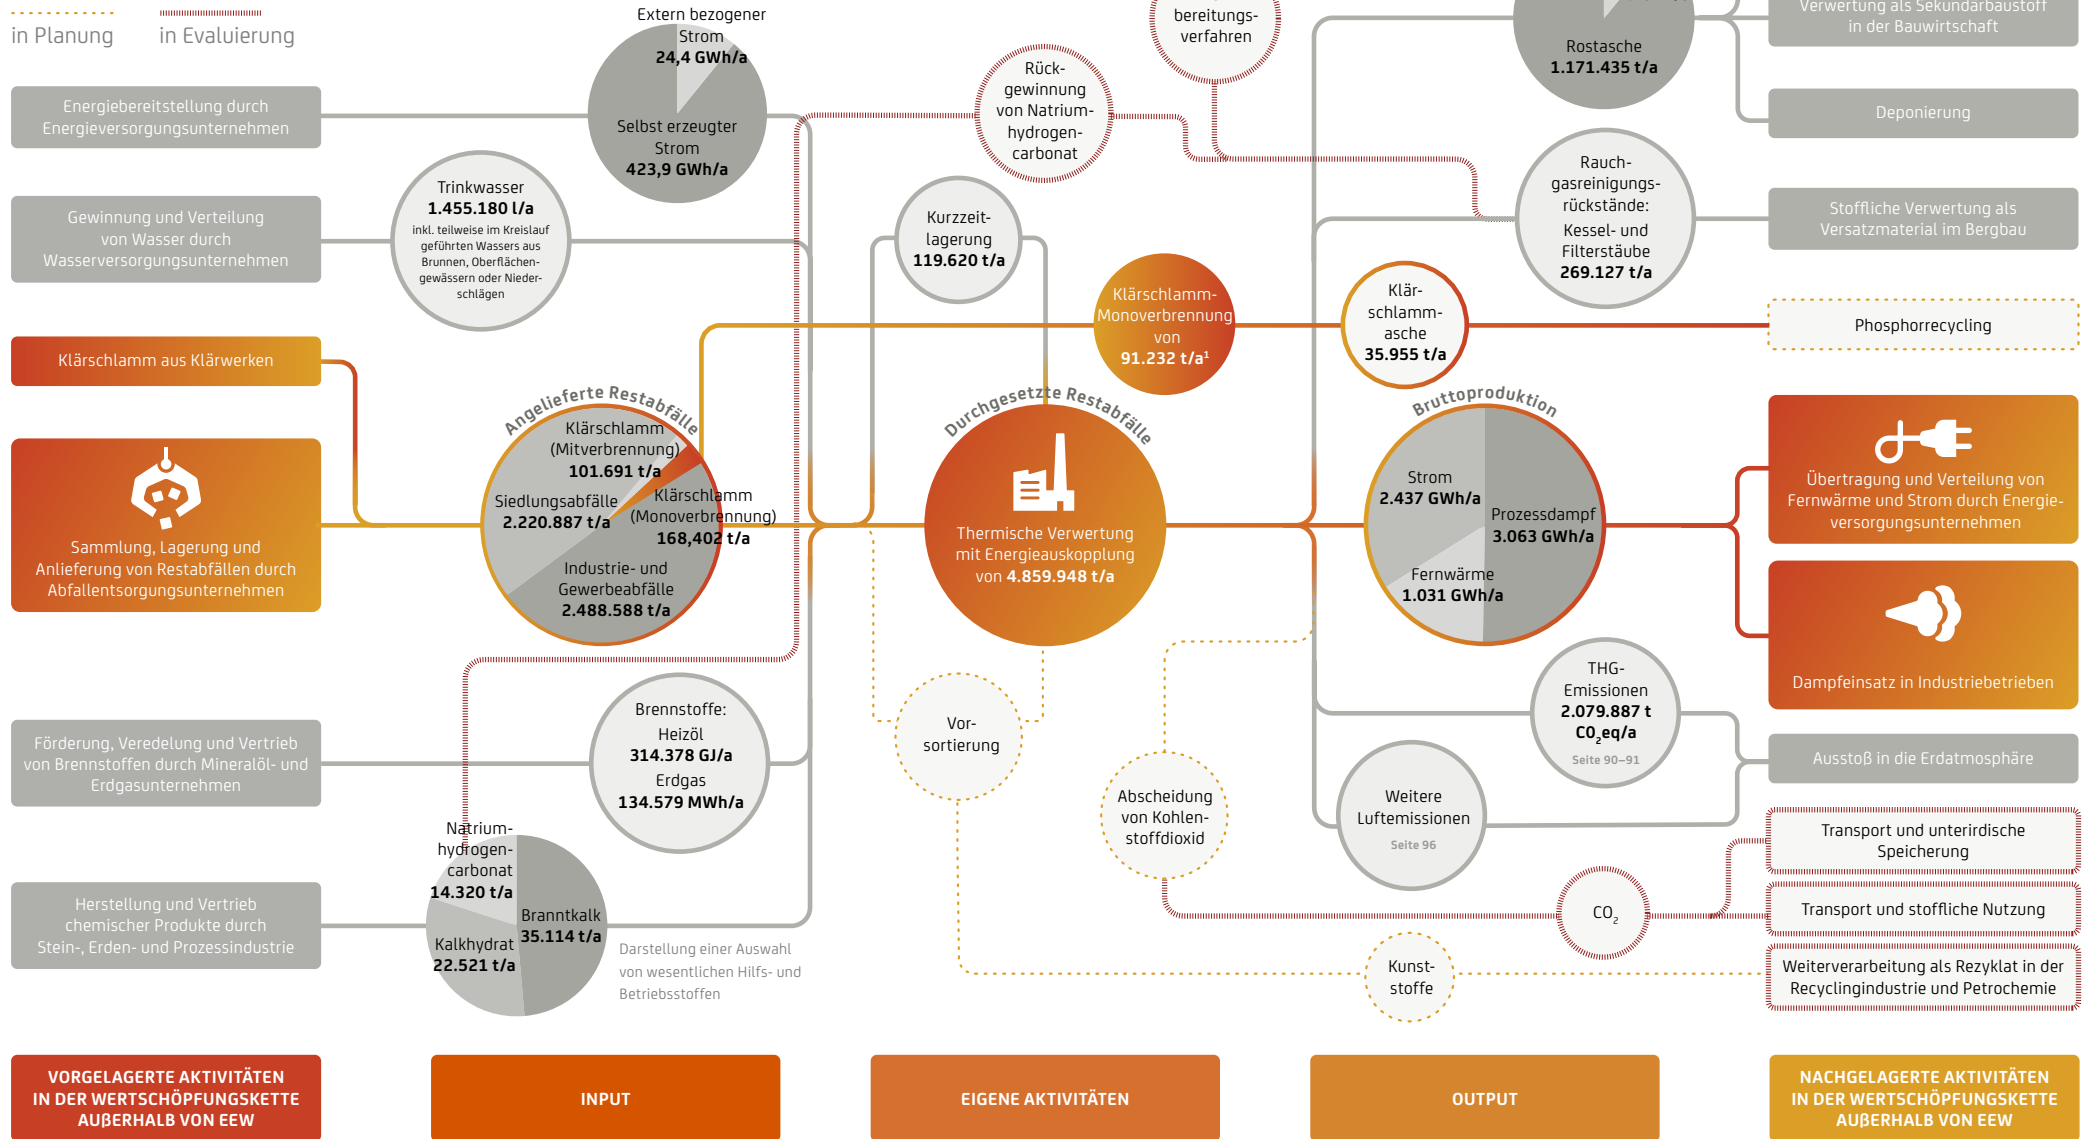 in Planung
in Evaluierung
Energiebereitstellung durch
Energieversorgungsunternehmen
Gewinnung und Verteilung
von Wasser durch
Wasserversorgungsunternehmen
Klärschlamm aus Klärwerken
Sammlung, Lagerung und
Anlieferung von Restabfällen durch
Abfallentsorgungsunternehmen
Förderung, Veredelung und Vertrieb
von Brennstoffen durch Mineralöl- und
Erdgasunternehmen
Herstellung und Vertrieb
chemischer Produkte durch
Stein-, Erden- und Prozessindustrie
VORGELAGERTE AKTIVITÄTEN
IN DER WERTSCHÖPFUNGSKETTE
AUẞERHALB VON EEW
Extern bezogener
Strom
24,4 GWh/a
Selbst erzeugter
Strom
423,9 GWh/a
Trinkwasser
1.455.180 l/a
inkl. teilweise im Kreislauf
geführten Wassers aus
Brunnen, Oberflächen-
gewässern oder Nieder-
schlägen
Angelieferte Restabfälle
Klärschlamm
(Mitverbrennung)
101.691 t/a
Siedlungsabfälle
2.220.887 t/a
Klärschlamm
(Monoverbrennung)
168,402 t/a
Industrie- und
Gewerbeabfälle
2.488.588 t/a
Brennstoffe:
Heizöl
314.378 GJ/a
Erdgas
134.579 MWh/a
Natrium-
hydrogen-
carbonat
14.320 t/a
Branntkalk
35.114 t/a
Kalkhydrat
22.521 t/a
Darstellung einer Auswahl
von wesentlichen Hilfs- und
Betriebsstoffen
INPUT
bereitungs-
verfahren
Rück-
gewinnung
von Natrium-
hydrogen-
carbonat
Kurzzeit-
lagerung
119.620 t/a
Klärschlamm-
Monoverbrennung
von
91.232 t/a¹
Durchgesetzte Restabfälle
Thermische Verwertung
mit Energieauskopplung
von 4.859.948 t/a
Vor-
sortierung
Abscheidung
von Kohlen-
stoffdioxid
EIGENE AKTIVITÄTEN
Rostasche
1.171.435 t/a
Rauch-
gasreinigungs-
rückstände:
Kessel- und
Filterstäube
269.127 t/a
Klär-
schlamm-
asche
35.955 t/a
Bruttoproduktion
Strom
2.437 GWh/a
Prozessdampf
3.063 GWh/a
Fernwärme
1.031 GWh/a
THG-
Emissionen
2.079.887 t
CO₂eq/a
Seite 90–91
Weitere
Luftemissionen
Seite 96
CO₂
Kunst-
stoffe
OUTPUT
Verwertung als Sekundärbaustoff
in der Bauwirtschaft
Deponierung
Stoffliche Verwertung als
Versatzmaterial im Bergbau
Phosphorrecycling
Übertragung und Verteilung von
Fernwärme und Strom durch Energie-
versorgungsunternehmen
Dampfeinsatz in Industriebetrieben
Ausstoß in die Erdatmosphäre
Transport und unterirdische
Speicherung
Transport und stoffliche Nutzung
Weiterverarbeitung als Rezyklat in der
Recyclingindustrie und Petrochemie
NACHGELAGERTE AKTIVITÄTEN
IN DER WERTSCHÖPFUNGSKETTE
AUẞERHALB VON EEW